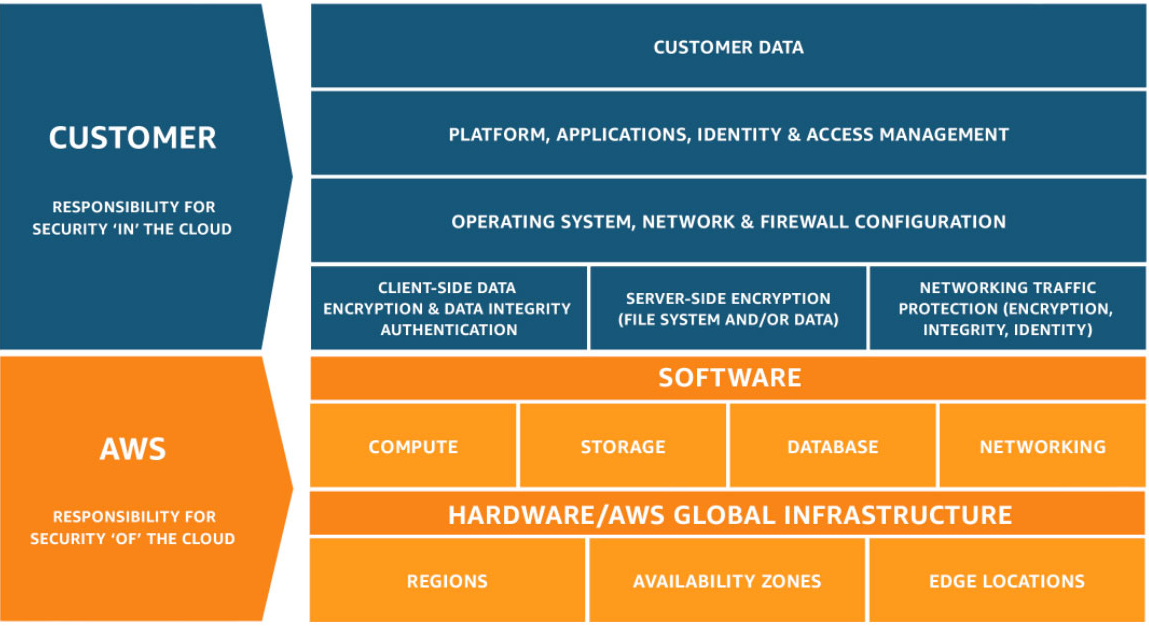 CUSTOMER
RESPONSIBILITY FOR
SECURITY ‘IN’ THE CLOUD
CUSTOMER DATA
PLATFORM, APPLICATIONS, IDENTITY & ACCESS MANAGEMENT
OPERATING SYSTEM, NETWORK & FIREWALL CONFIGURATION
CLIENT-SIDE DATA
ENCRYPTION & DATA INTEGRITY
AUTHENTICATION
SERVER-SIDE ENCRYPTION
(FILE SYSTEM AND/OR DATA)
NETWORKING TRAFFIC
PROTECTION (ENCRYPTION,
INTEGRITY, IDENTITY)
AWS
RESPONSIBILITY FOR
SECURITY ‘OF’ THE CLOUD
SOFTWARE
COMPUTE
STORAGE
DATABASE
NETWORKING
HARDWARE/AWS GLOBAL INFRASTRUCTURE
REGIONS
AVAILABILITY ZONES
EDGE LOCATIONS